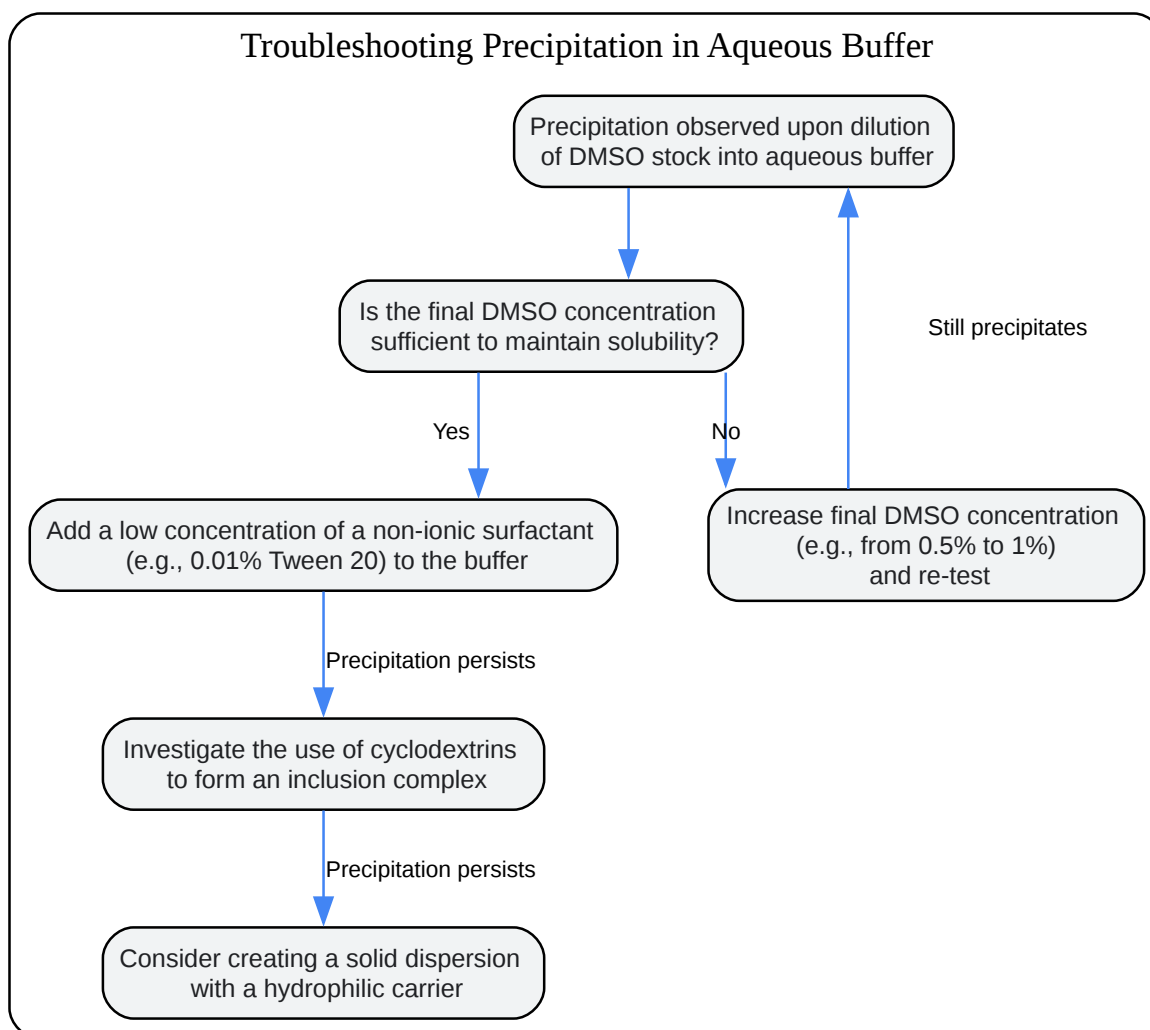 Troubleshooting Precipitation in Aqueous Buffer
Precipitation observed upon dilution
of DMSO stock into aqueous buffer
Is the final DMSO concentration
sufficient to maintain solubility?
Still precipitates
Yes
No
Add a low concentration of a non-ionic surfactant
(e.g., 0.01% Tween 20) to the buffer
Increase final DMSO concentration
(e.g., from 0.5% to 1%)
and re-test
Precipitation persists
Investigate the use of cyclodextrins
to form an inclusion complex
Precipitation persists
Consider creating a solid dispersion
with a hydrophilic carrier